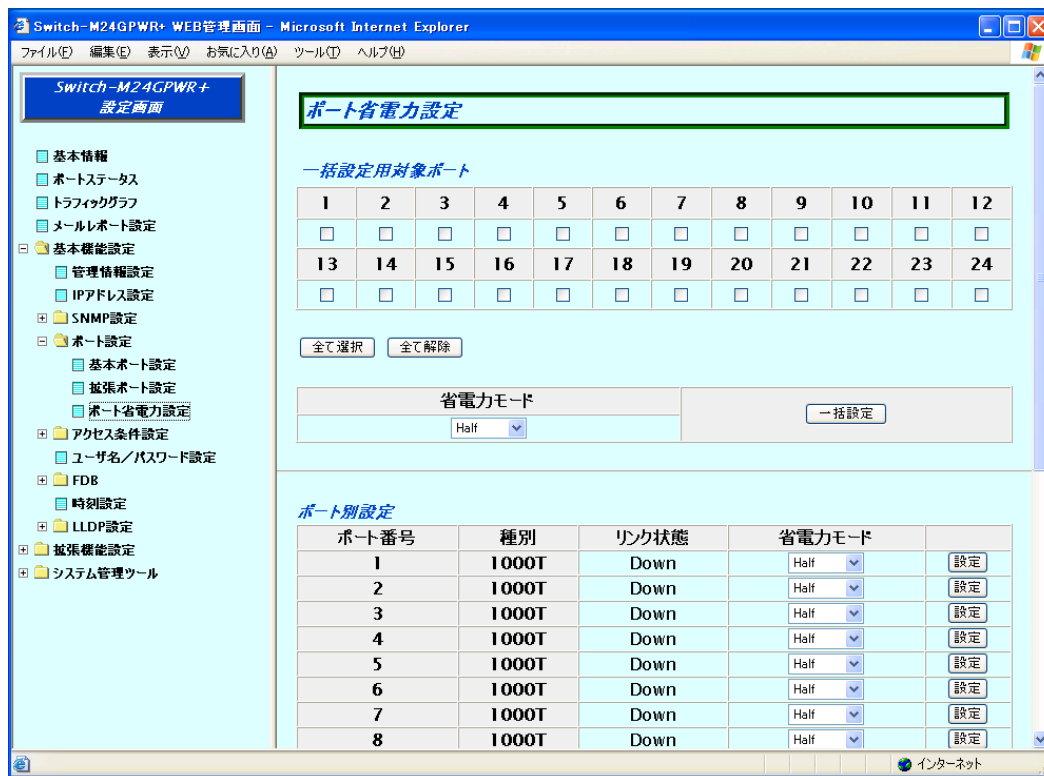 Switch-M24GPWR+ WEB管理画面 - Microsoft Internet Explorer
ファイル(F) 編集(E) 表示(V) お気に入り(A) ツール(T) ヘルプ(H)
Switch-M24GPWR+
設定画面
基本情報
ポートステータス
トラフィックグラフ
メールレポート設定
基本機能設定
管理情報設定
IPアドレス設定
SNMP設定
ポート設定
基本ポート設定
拡張ポート設定
ポート省電力設定
アクセス条件設定
ユーザ名／パスワード設定
FDB
時刻設定
LLDP設定
拡張機能設定
システム管理ツール
ポート省電力設定
一括設定用対象ポート
1 2 3 4 5 6 7 8 9 10 11 12
13 14 15 16 17 18 19 20 21 22 23 24
全て選択 全て解除
省電力モード
Half
一括設定
ポート別設定
ポート番号 種別 リンク状態 省電力モード
1 1000T Down Half 設定
2 1000T Down Half 設定
3 1000T Down Half 設定
4 1000T Down Half 設定
5 1000T Down Half 設定
6 1000T Down Half 設定
7 1000T Down Half 設定
8 1000T Down Half 設定
インターネット